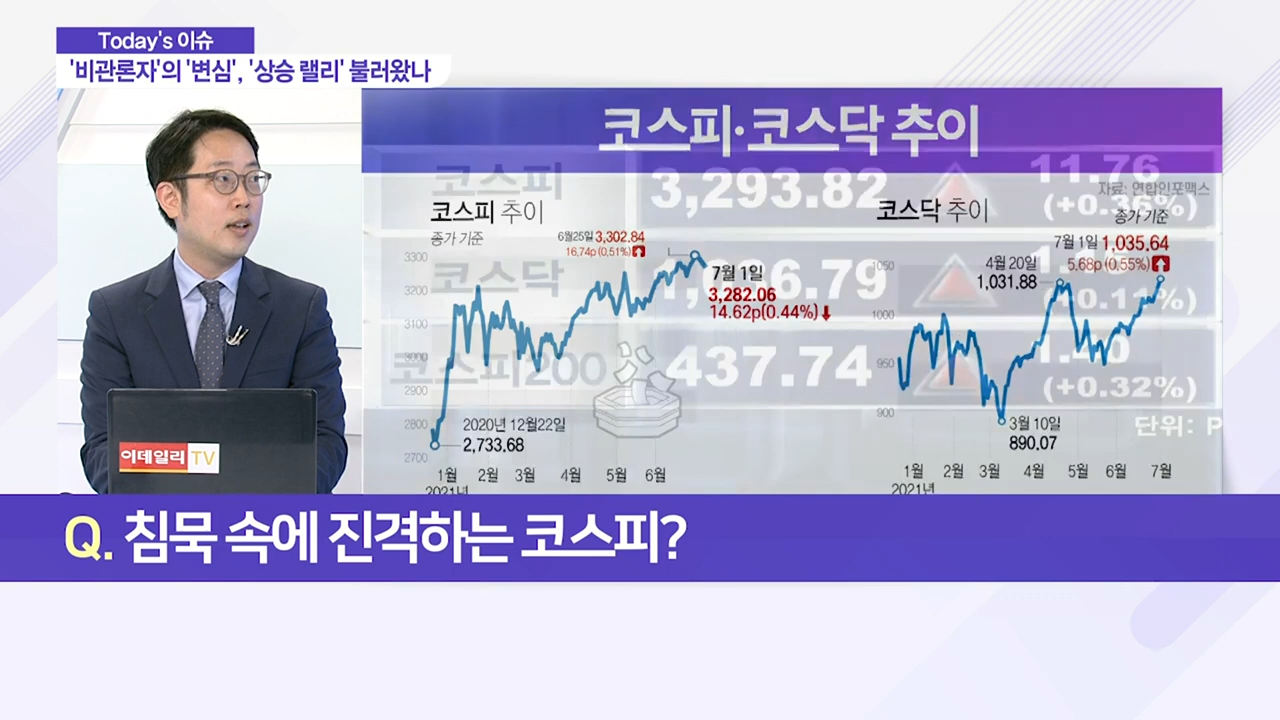 Today's 이슈
'비관론자'의 '변심', '상승 랠리' 불러왔나
코스피·코스닥 추이
코스피
3,293.82
11.76
(+0.36%)
자료: 연합인포맥스
코스피 추이
종가 기준
6월25일 3,302.84
16.74p (0.51%)
3300
3200
3100
3000
2900
2800
2700
7월 1일
3,282.06
14.62p(0.44%)
2020년 12월22일
2,733.68
1월 2월 3월 4월 5월 6월
2021년
코스닥 추이
종가 기준
7월 1일 1,035.64
5.68p (0.55%)
4월 20일
1,031.88
1050
1000
950
900
3월 10일
890.07
1월 2월 3월 4월 5월 6월 7월
2021년
코스닥
코스피200
437.74
(+0.32%)
단위: P
이데일리 TV
Q. 침묵 속에 진격하는 코스피?